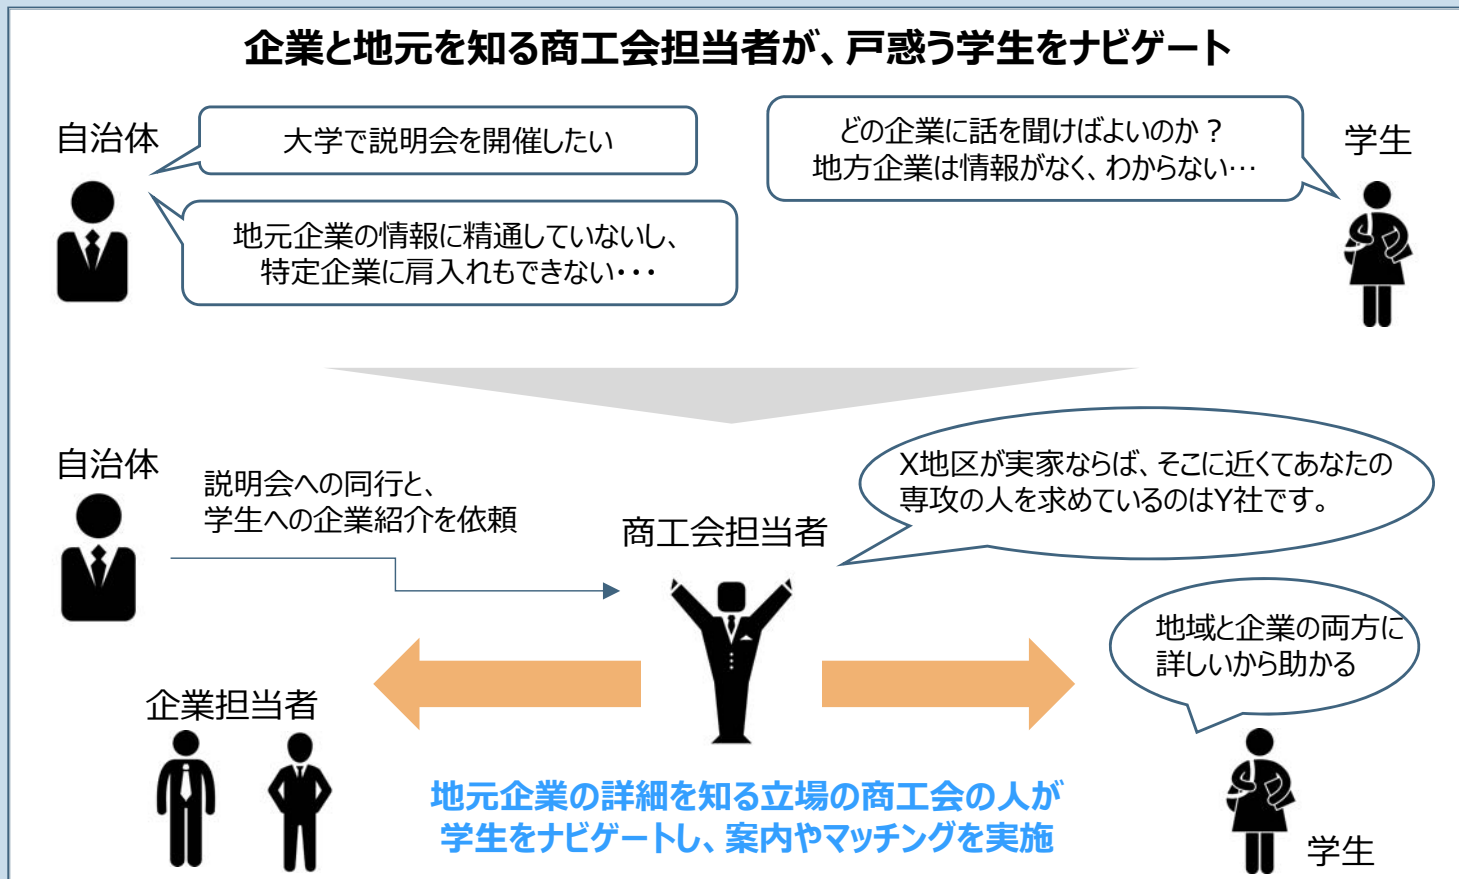 企業と地元を知る商工会担当者が、戸惑う学生をナビゲート
自治体
大学で説明会を開催したい
地元企業の情報に精通していないし、
特定企業に肩入れもできない・・・
どの企業に話を聞けばよいのか？
地方企業は情報がなく、わからない…
学生
自治体
説明会への同行と、
学生への企業紹介を依頼
商工会担当者
X地区が実家ならば、そこに近くてあなたの
専攻の人を求めているのはY社です。
地域と企業の両方に
詳しいから助かる
企業担当者
地元企業の詳細を知る立場の商工会の人が
学生をナビゲートし、案内やマッチングを実施
学生